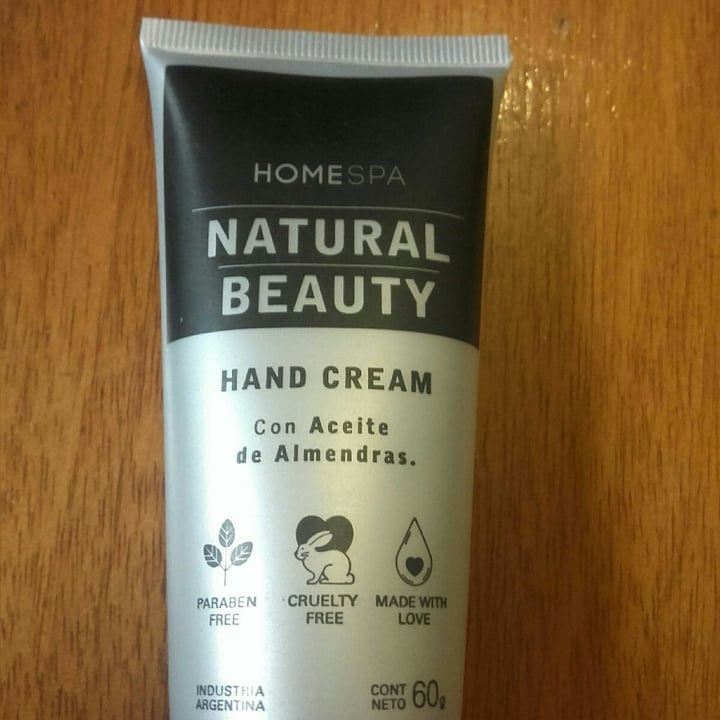 HOMESPA
NATURAL
BEAUTY
HAND CREAM
Con Aceite
de Almendras.
PARABEN
FREE
CRUELTY
FREE
MADE WITH
LOVE
INDUSTRIA
ARGENTINA
CONT
NETO 60g